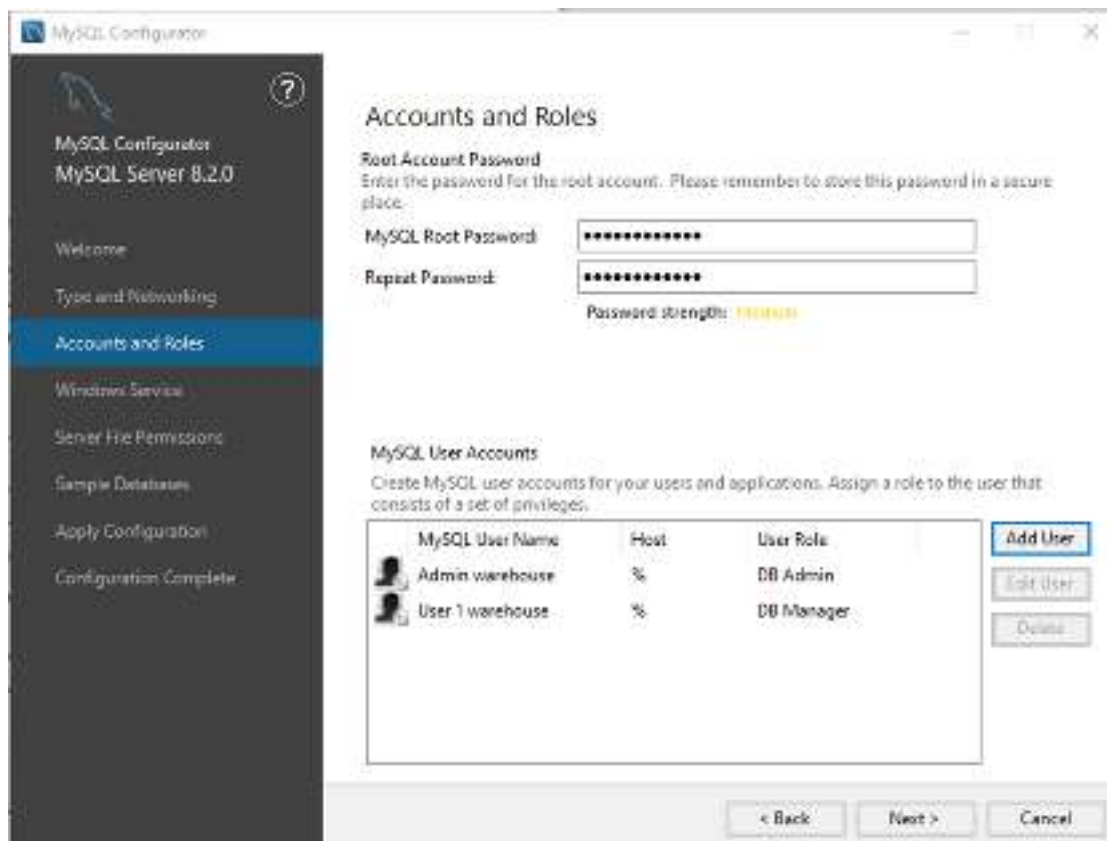 MySQL Configurator
?
MySQL Configurator
MySQL Server 8.2.0
Welcome
Type and Networking
Accounts and Roles
Windows Service
Server File Permissions
Sample Databases
Apply Configuration
Configuration Complete
Accounts and Roles
Root Account Password
Enter the password for the root account. Please remember to store this password in a secure
place.
MySQL Root Password:
••••••••••••
Repeat Password:
••••••••••••
Password strength: Medium
MySQL User Accounts
Create MySQL user accounts for your users and applications. Assign a role to the user that
consists of a set of privileges.
MySQL User Name Host User Role
Admin warehouse % DB Admin
User 1 warehouse % DB Manager
Add User
Edit User
Delete
< Back Next > Cancel